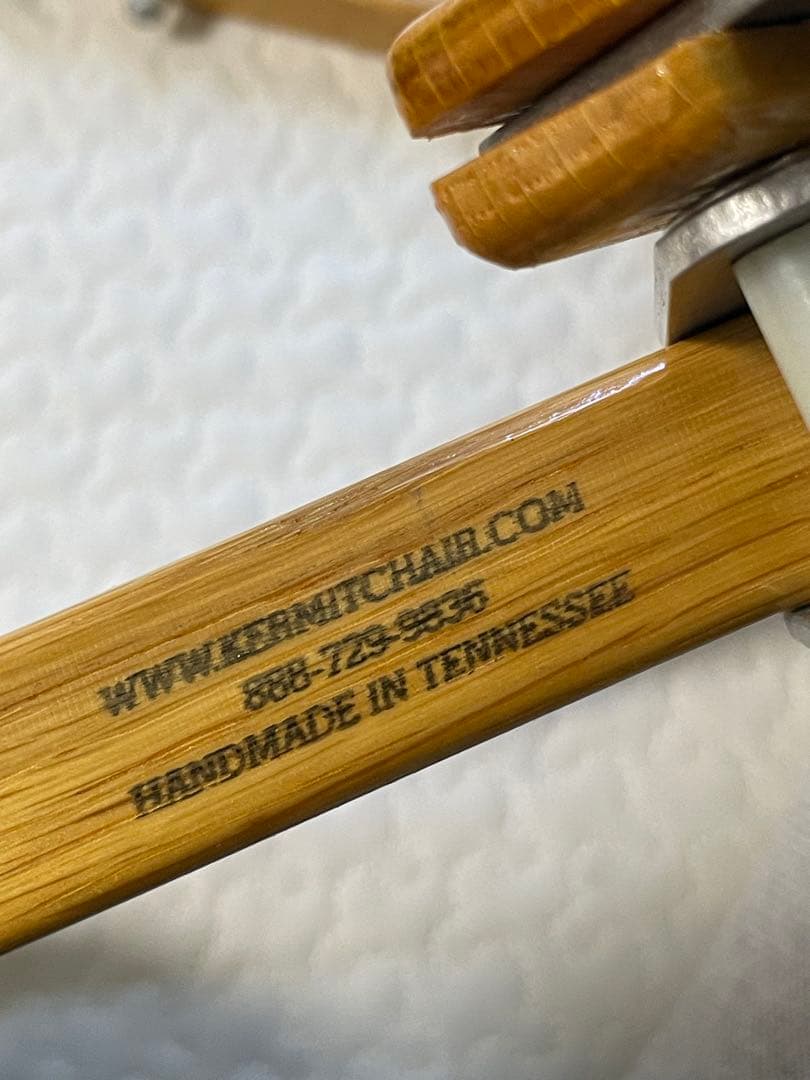 WWW.KERMITCHAIR.COM
888-729-9836
HANDMADE IN TENNESSEE